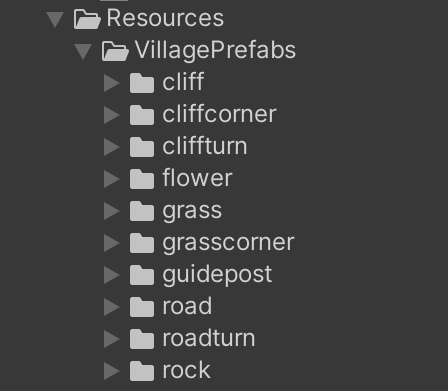 Resources
VillagePrefabs
cliff
cliffcorner
cliffturn
flower
grass
grasscorner
guidepost
road
roadturn
rock